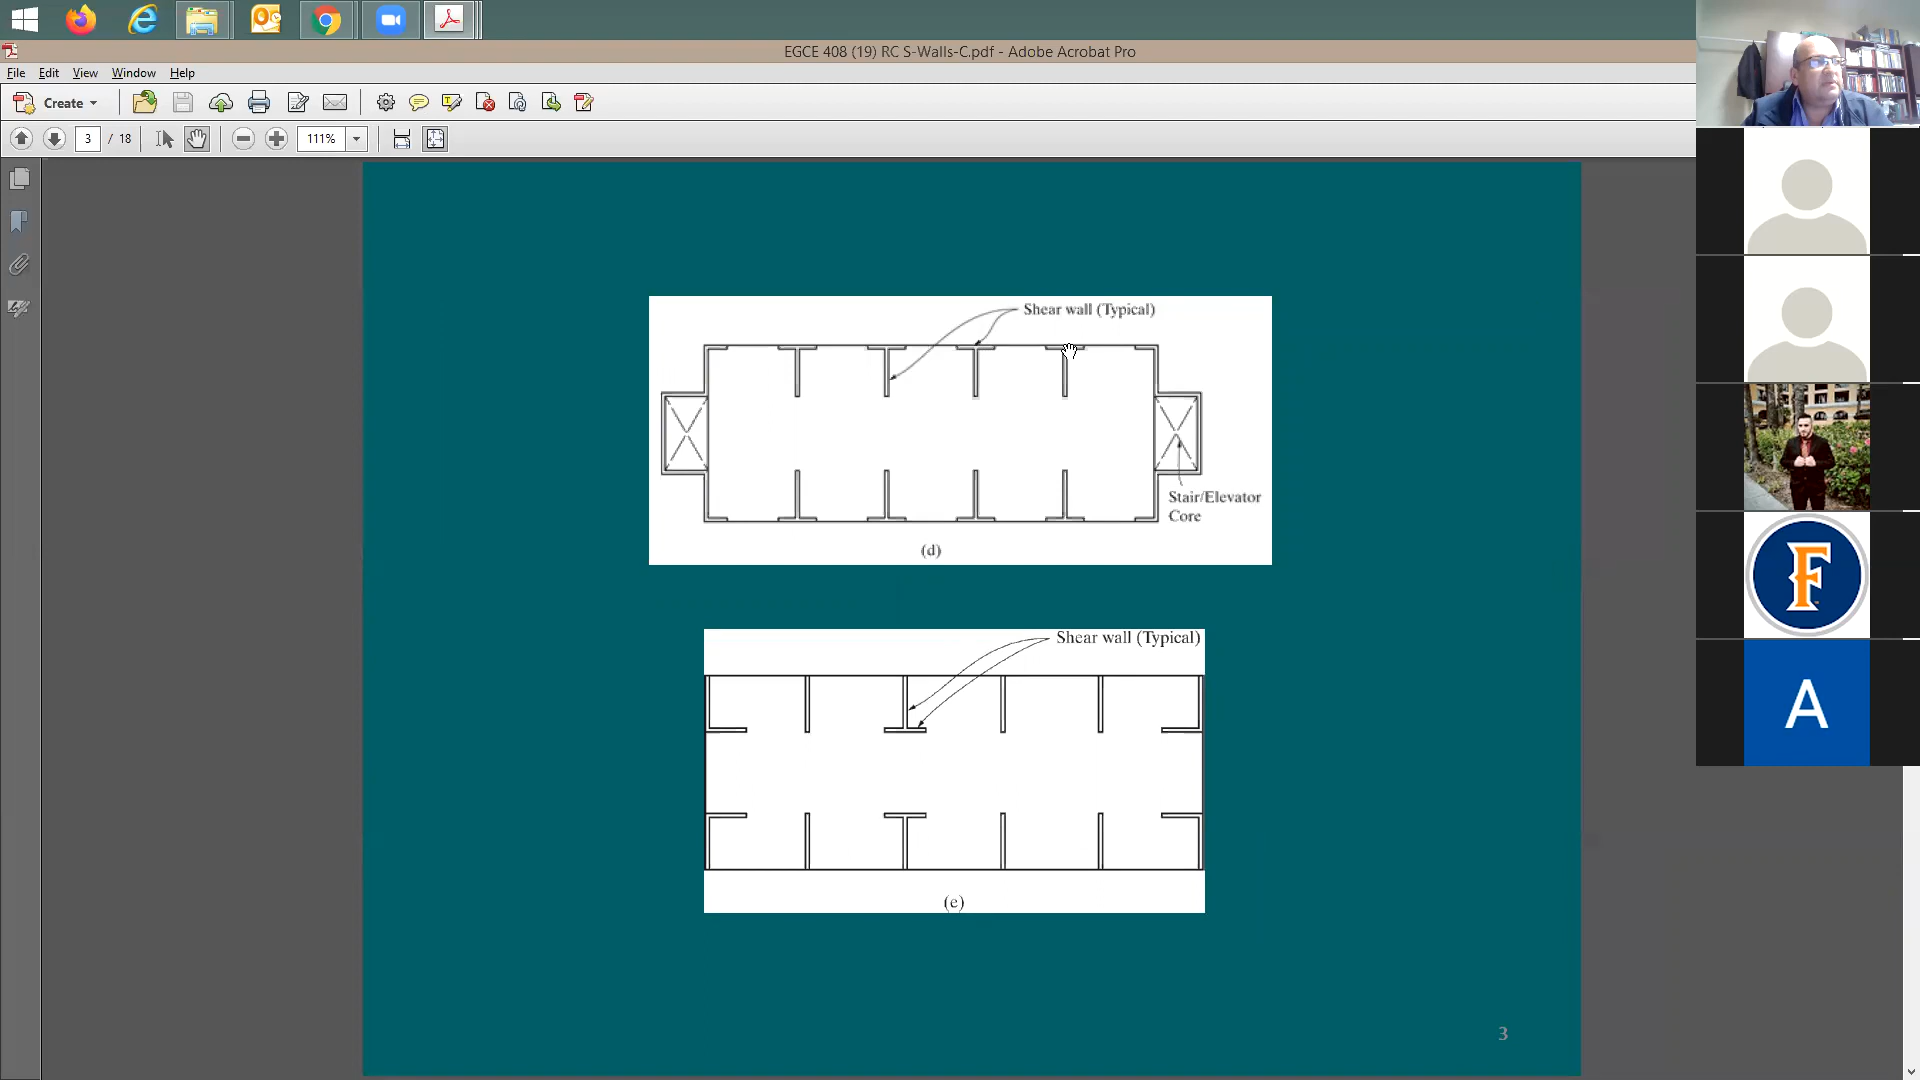 EGCE 408 (19) RC S-Walls-C.pdf - Adobe Acrobat Pro
File Edit View Window Help
Create
3 / 18 111%
Shear wall (Typical)
Stair/Elevator
Core
(d)
Shear wall (Typical)
(e)
3
F
A